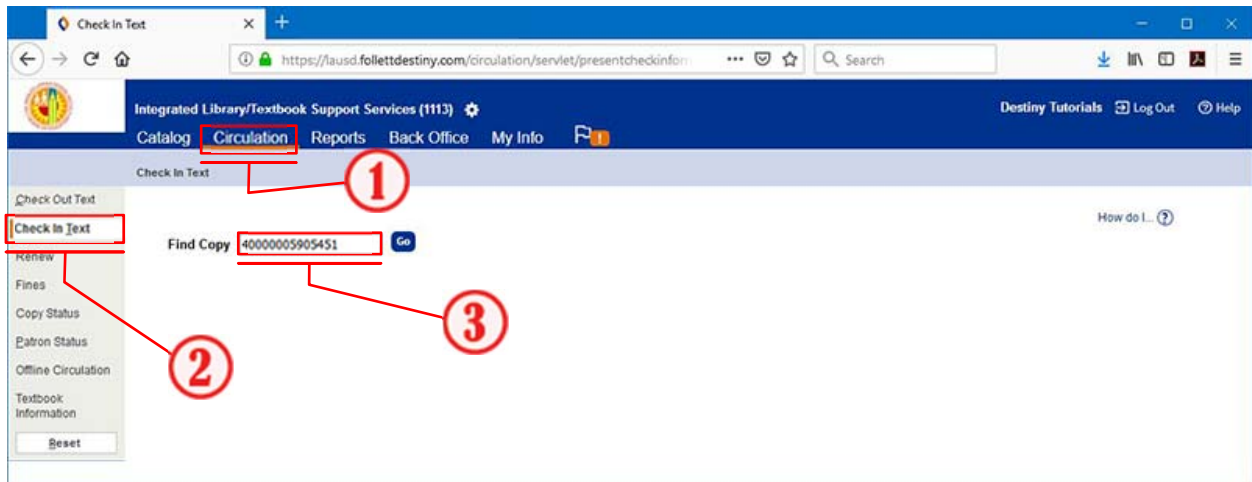 Check In Text
https://lausd.follettdestiny.com/circulation/servlet/presentcheckinforn
Search
Integrated Library/Textbook Support Services (1113)
Destiny Tutorials Log Out Help
Catalog Circulation Reports Back Office My Info
Check In Text
1
Check Out Text
How do I...
Check In Text
Find Copy 40000005905451 Go
Renew
Fines
Copy Status
3
Patron Status
2
Offline Circulation
Textbook
Information
Reset